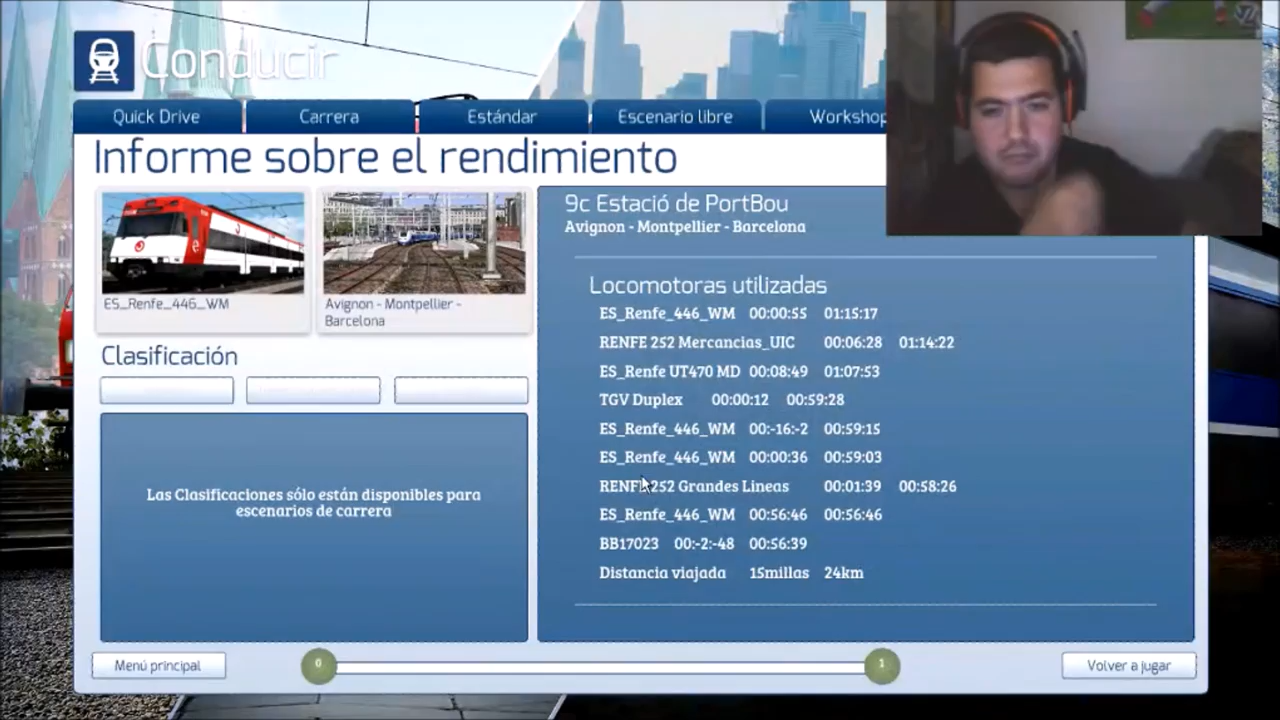 Conducir
Quick Drive
Carrera
Estándar
Escenario libre
Workshop
Informe sobre el rendimiento
ES_Renfe_446_WM
Avignon - Montpellier -
Barcelona
Clasificación
Las Clasificaciones sólo están disponibles para
escenarios de carrera
9c Estació de PortBou
Avignon - Montpellier - Barcelona
Locomotoras utilizadas
ES_Renfe_446_WM 00:00:55 01:15:17
RENFE 252 Mercancias_UIC 00:06:28 01:14:22
ES_Renfe UT470 MD 00:08:49 01:07:53
TGV Duplex 00:00:12 00:59:28
ES_Renfe_446_WM 00:-16:-2 00:59:15
ES_Renfe_446_WM 00:00:36 00:59:03
RENFE 252 Grandes Lineas 00:01:39 00:58:26
ES_Renfe_446_WM 00:56:46 00:56:46
BB17023 00:-2:-48 00:56:39
Distancia viajada 15millas 24km
Menú principal
0
1
Volver a jugar